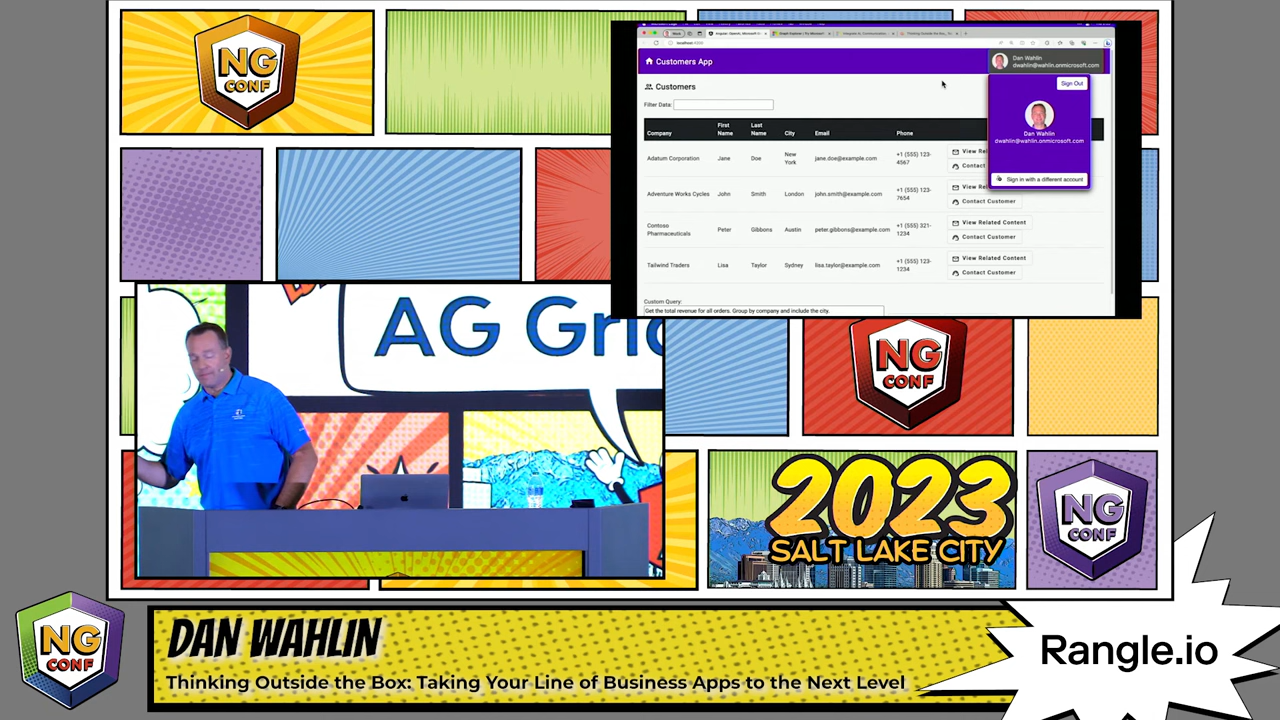 NG
CONF
localhost:4200
Customers App
Dan Wahlin
dwahlin@wahlin.onmicrosoft.com
Sign Out
Dan Wahlin
dwahlin@wahlin.onmicrosoft.com
Sign in with a different account
Customers
Filter Data:
Company First Name Last Name City Email Phone
Adatum Corporation Jane Doe New York jane.doe@example.com +1 (555) 123-4567
View Rel
Contact
Adventure Works Cycles John Smith London john.smith@example.com +1 (555) 123-7654
View Rel
Contact Customer
Contoso Pharmaceuticals Peter Gibbons Austin peter.gibbons@example.com +1 (555) 321-1234
View Related Content
Contact Customer
Tailwind Traders Lisa Taylor Sydney lisa.taylor@example.com +1 (555) 123-1234
View Related Content
Contact Customer
Custom Query:
Get the total revenue for all orders. Group by company and include the city.
AG Gri
NG
CONF
2023
SALT LAKE CITY
NG
CONF
NG
CONF
DAN WAHLIN
Thinking Outside the Box: Taking Your Line of Business Apps to the Next Level
Rangle.io